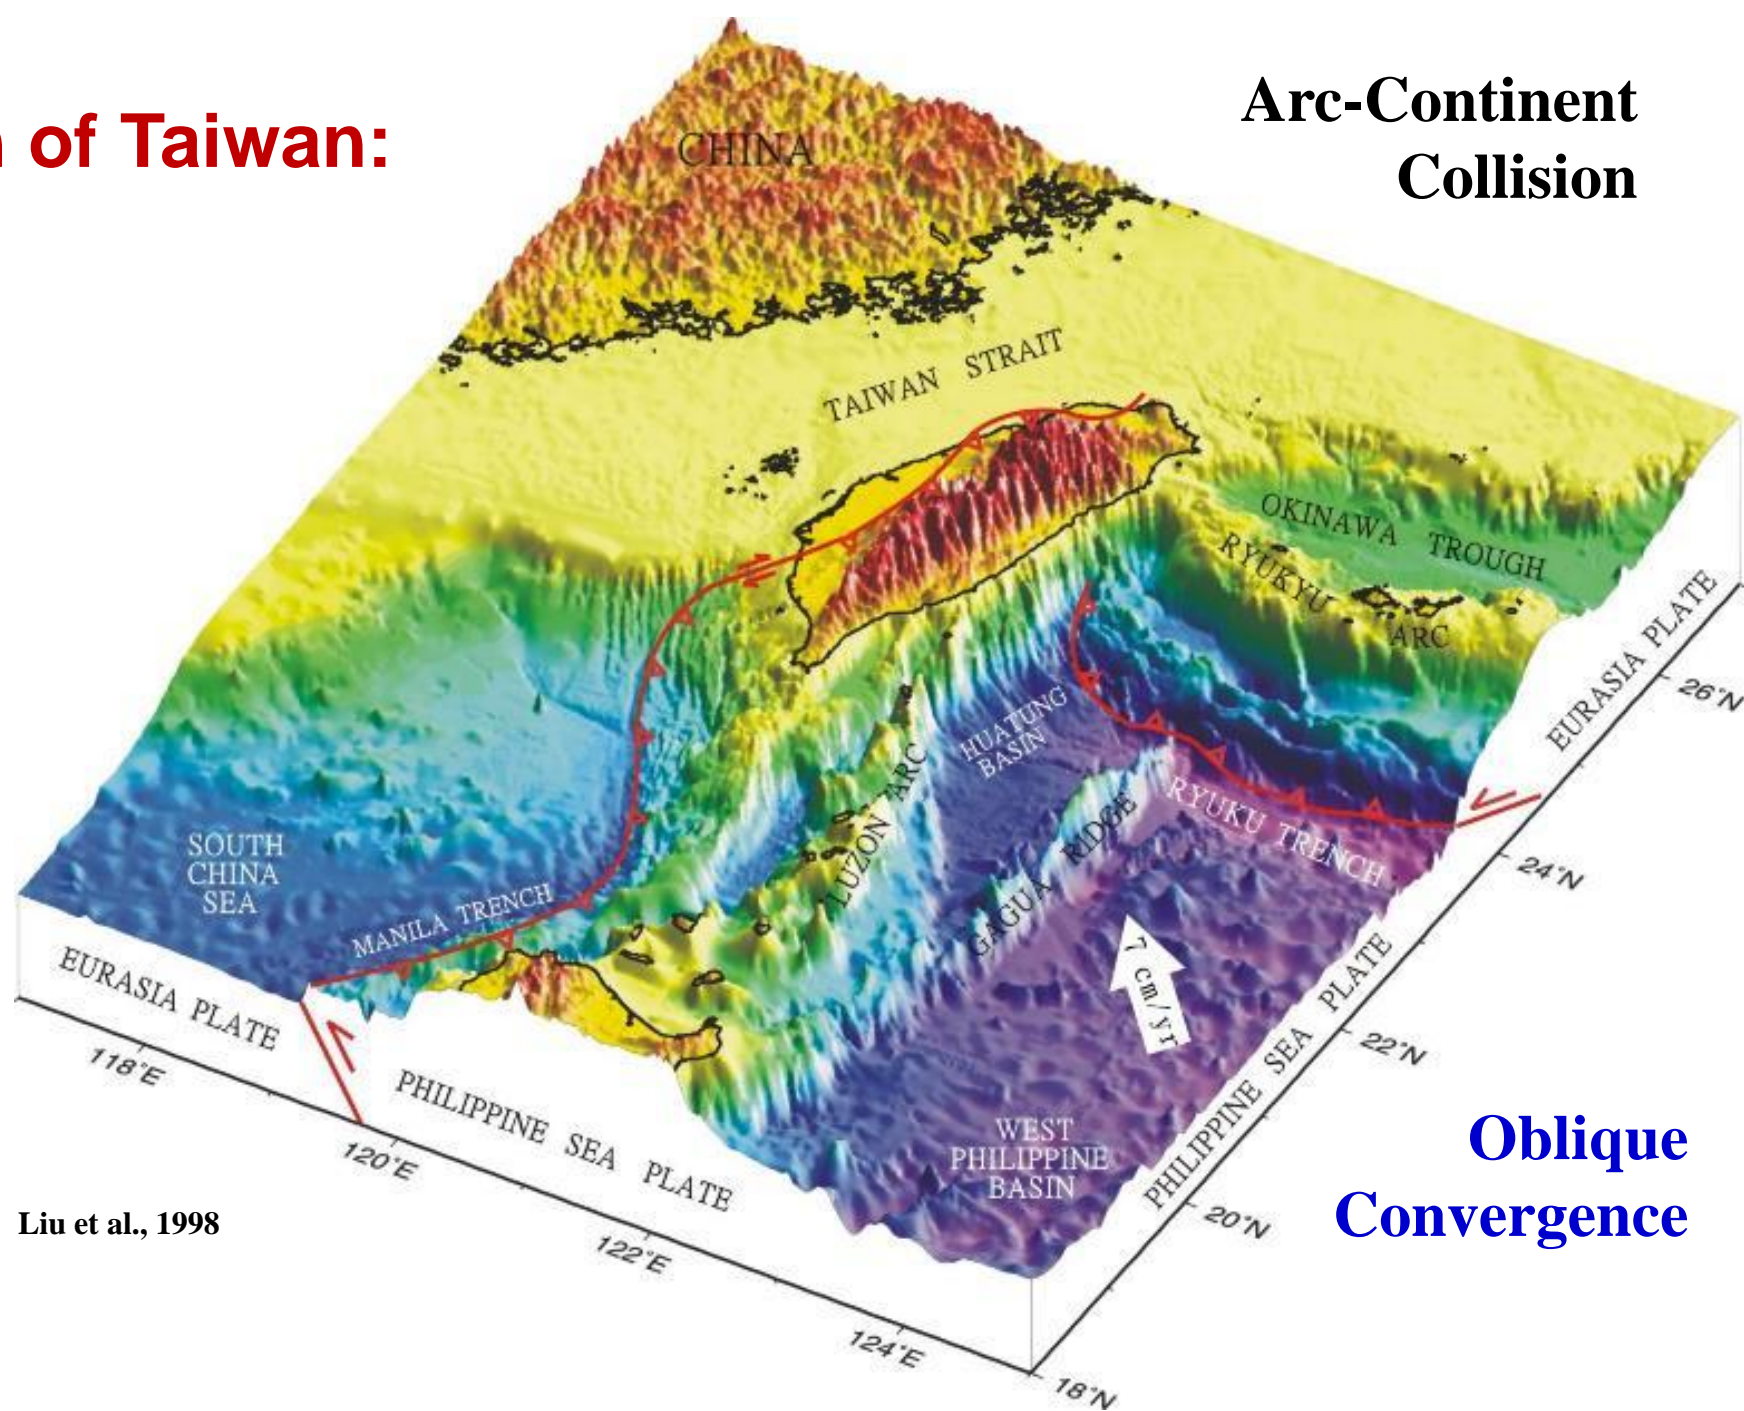 of Taiwan:
Arc-Continent
Collision
CHINA
TAIWAN STRAIT
OKINAWA TROUGH
RYUKYU
ARC
EURASIA PLATE
26°N
HUATUNG
BASIN
LUZON ARC
GAGUA RIDGE
RYUKU TRENCH
24°N
SOUTH
CHINA
SEA
MANILA TRENCH
7 cm/yr
EURASIA PLATE
118°E
PHILIPPINE SEA PLATE
22°N
PHILIPPINE SEA PLATE
120°E
WEST
PHILIPPINE
BASIN
Oblique
Convergence
20°N
Liu et al., 1998
122°E
124°E
18°N